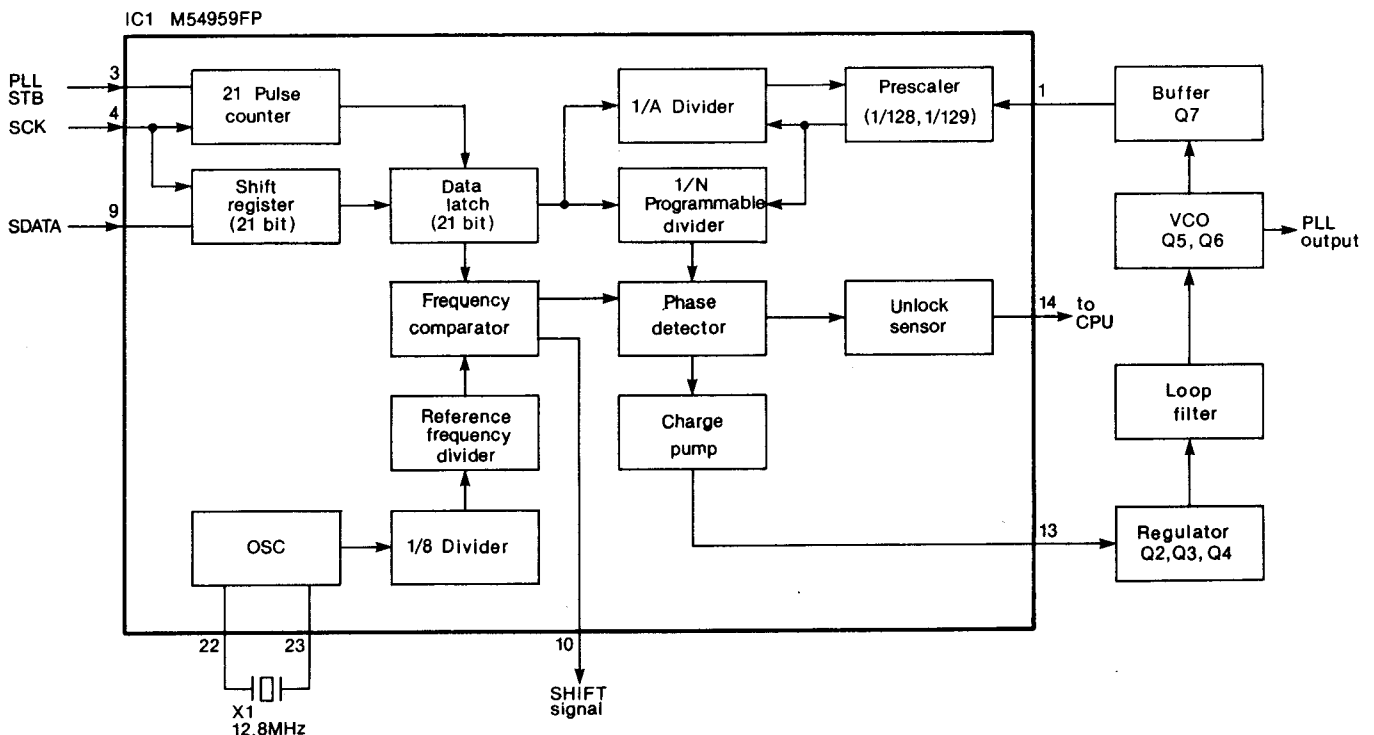 IC1 M54959FP
PLL
STB
3
SCK
4
SDATA
9
21 Pulse
counter
Shift
register
(21 bit)
Data
latch
(21 bit)
1/A Divider
Prescaler
(1/128, 1/129)
1
Buffer
Q7
1/N
Programmable
divider
VCO
Q5, Q6
PLL
output
Frequency
comparator
Phase
detector
Unlock
sensor
14
to
CPU
Reference
frequency
divider
Charge
pump
Loop
filter
OSC
1/8 Divider
13
Regulator
Q2,Q3, Q4
22
23
10
X1
12.8MHz
SHIFT
signal